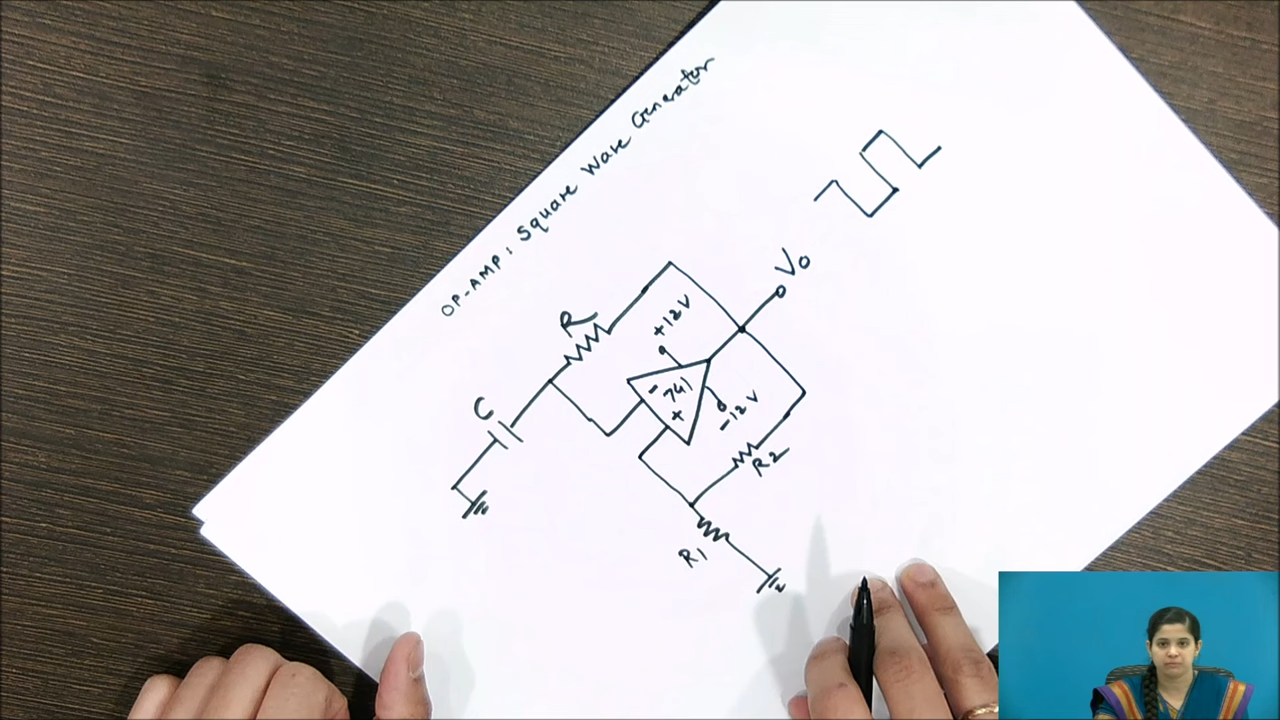 OP-AMP: Square Wave Generator
Vo
R
+12V
C
-
741
+
-12V
R2
R1